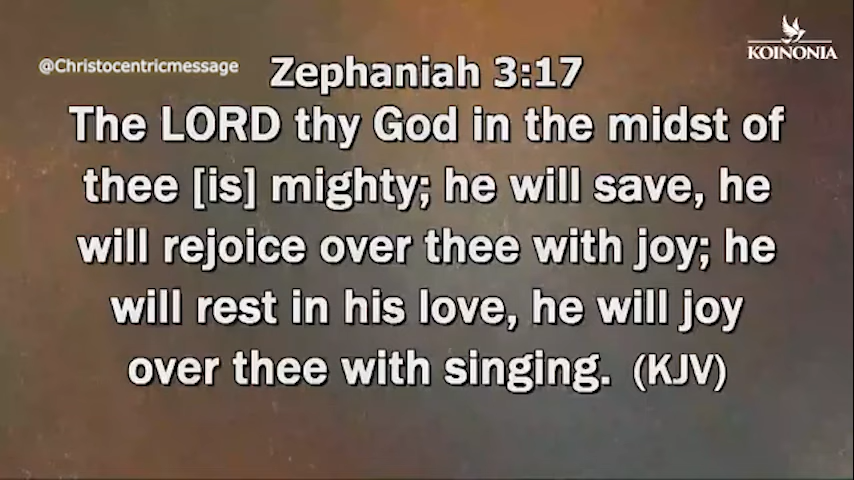 @Christocentricmessage
KOINONIA
Zephaniah 3:17
The LORD thy God in the midst of
thee [is] mighty; he will save, he
will rejoice over thee with joy; he
will rest in his love, he will joy
over thee with singing. (KJV)